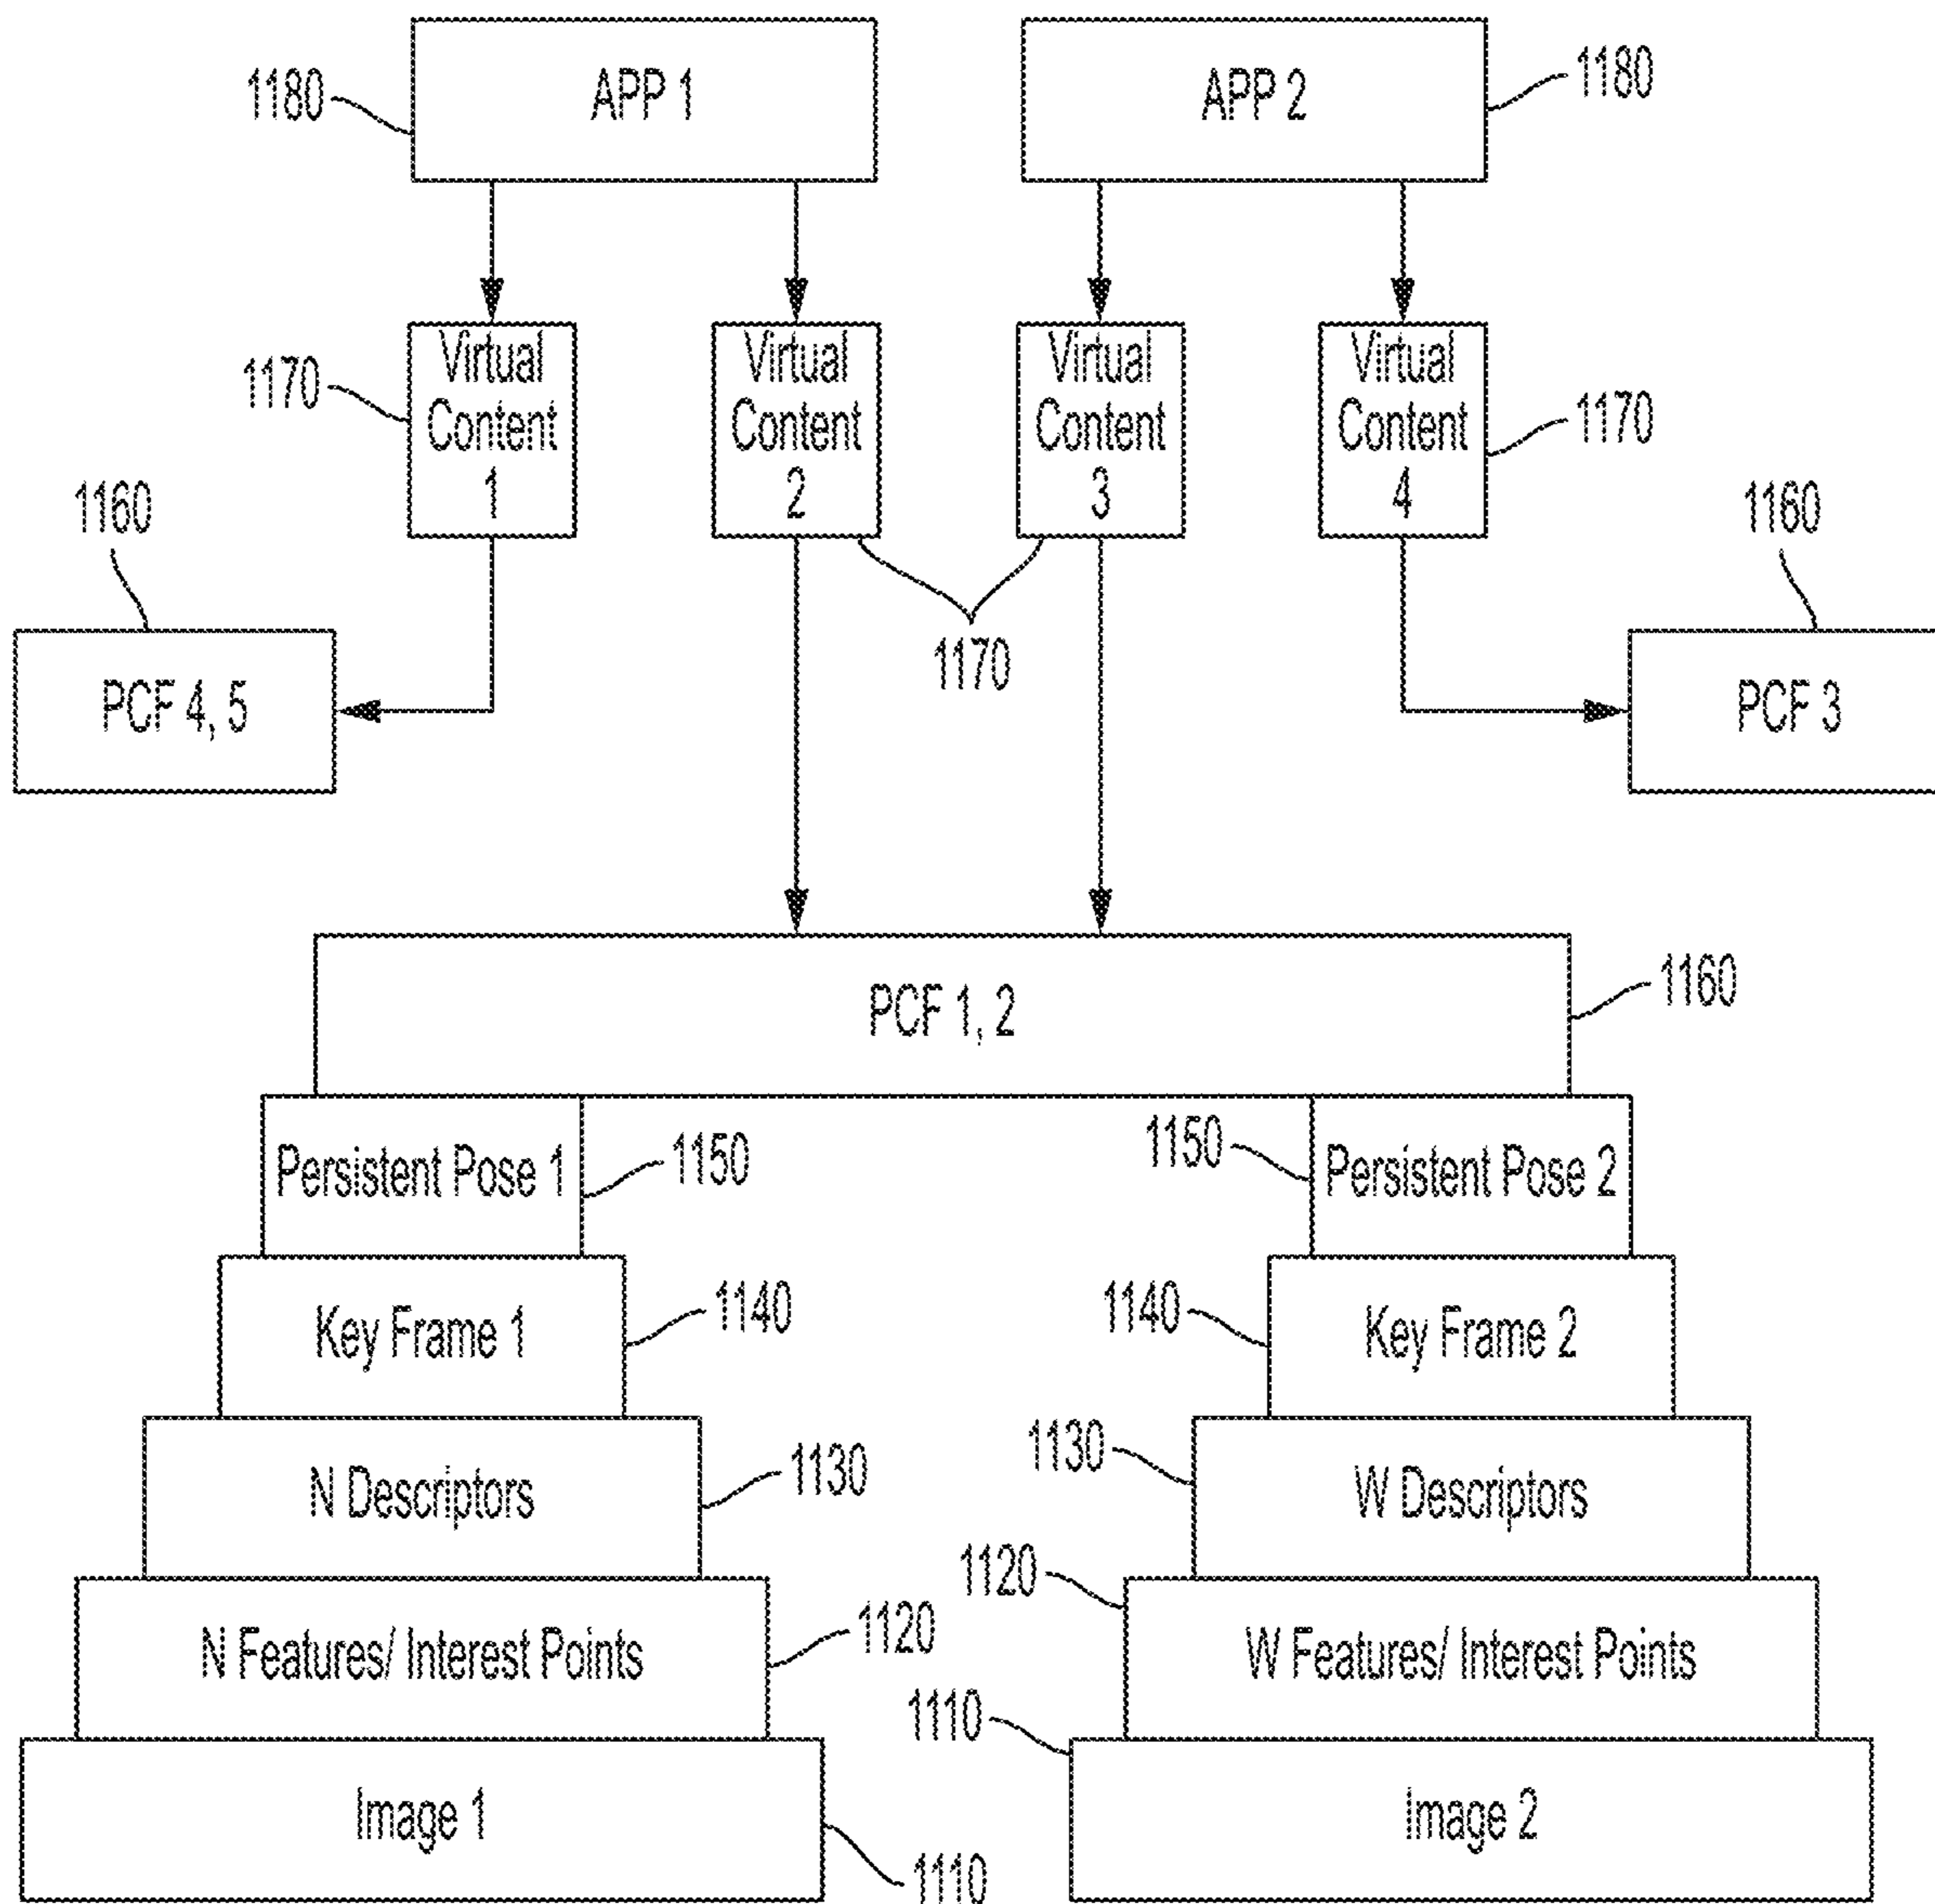 APP 1
APP 2
1180
1180
Virtual
Content
1
Virtual
Content
2
Virtual
Content
3
Virtual
Content
4
1170
1170
1170
1160
1160
PCF 4, 5
PCF 3
PCF 1, 2
1160
Persistent Pose 1
1150
1150
Persistent Pose 2
Key Frame 1
1140
1140
Key Frame 2
N Descriptors
1130
1130
W Descriptors
N Features/ Interest Points
1120
1120
W Features/ Interest Points
Image 1
1110
1110
Image 2